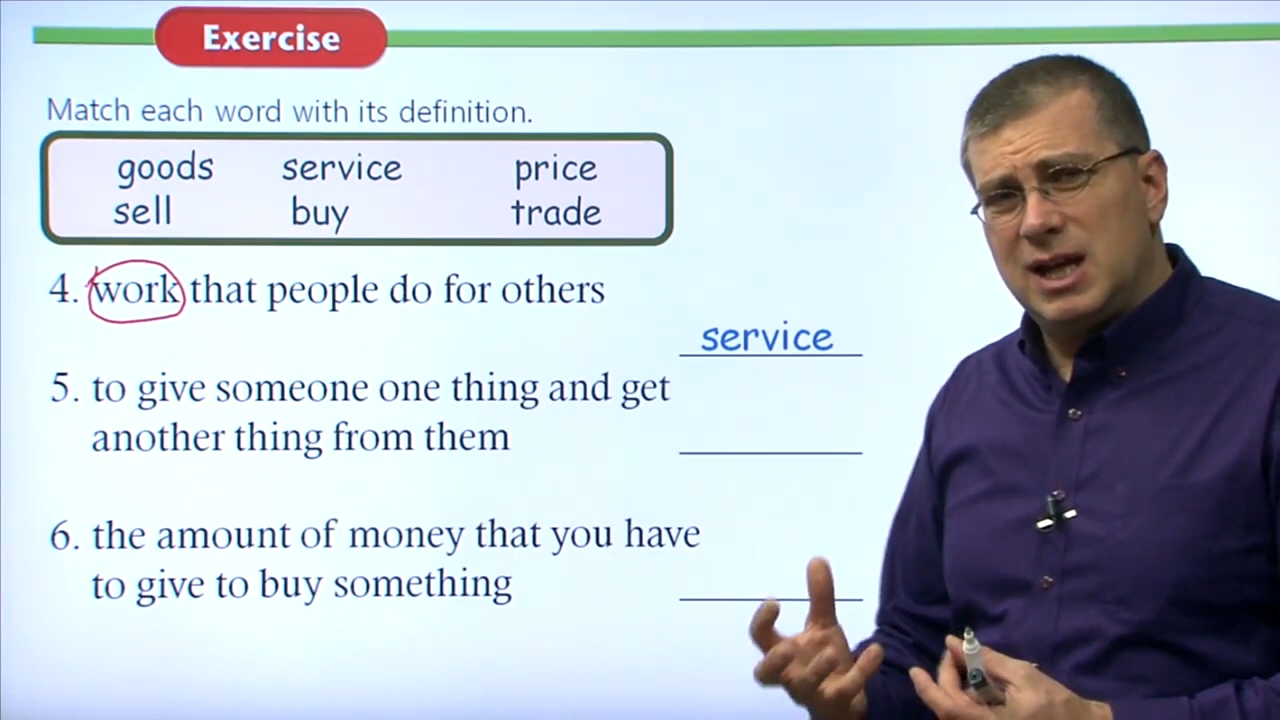 Exercise
Match each word with its definition.
goods service price
sell buy trade
4. work that people do for others
service
5. to give someone one thing and get
another thing from them
6. the amount of money that you have
to give to buy something